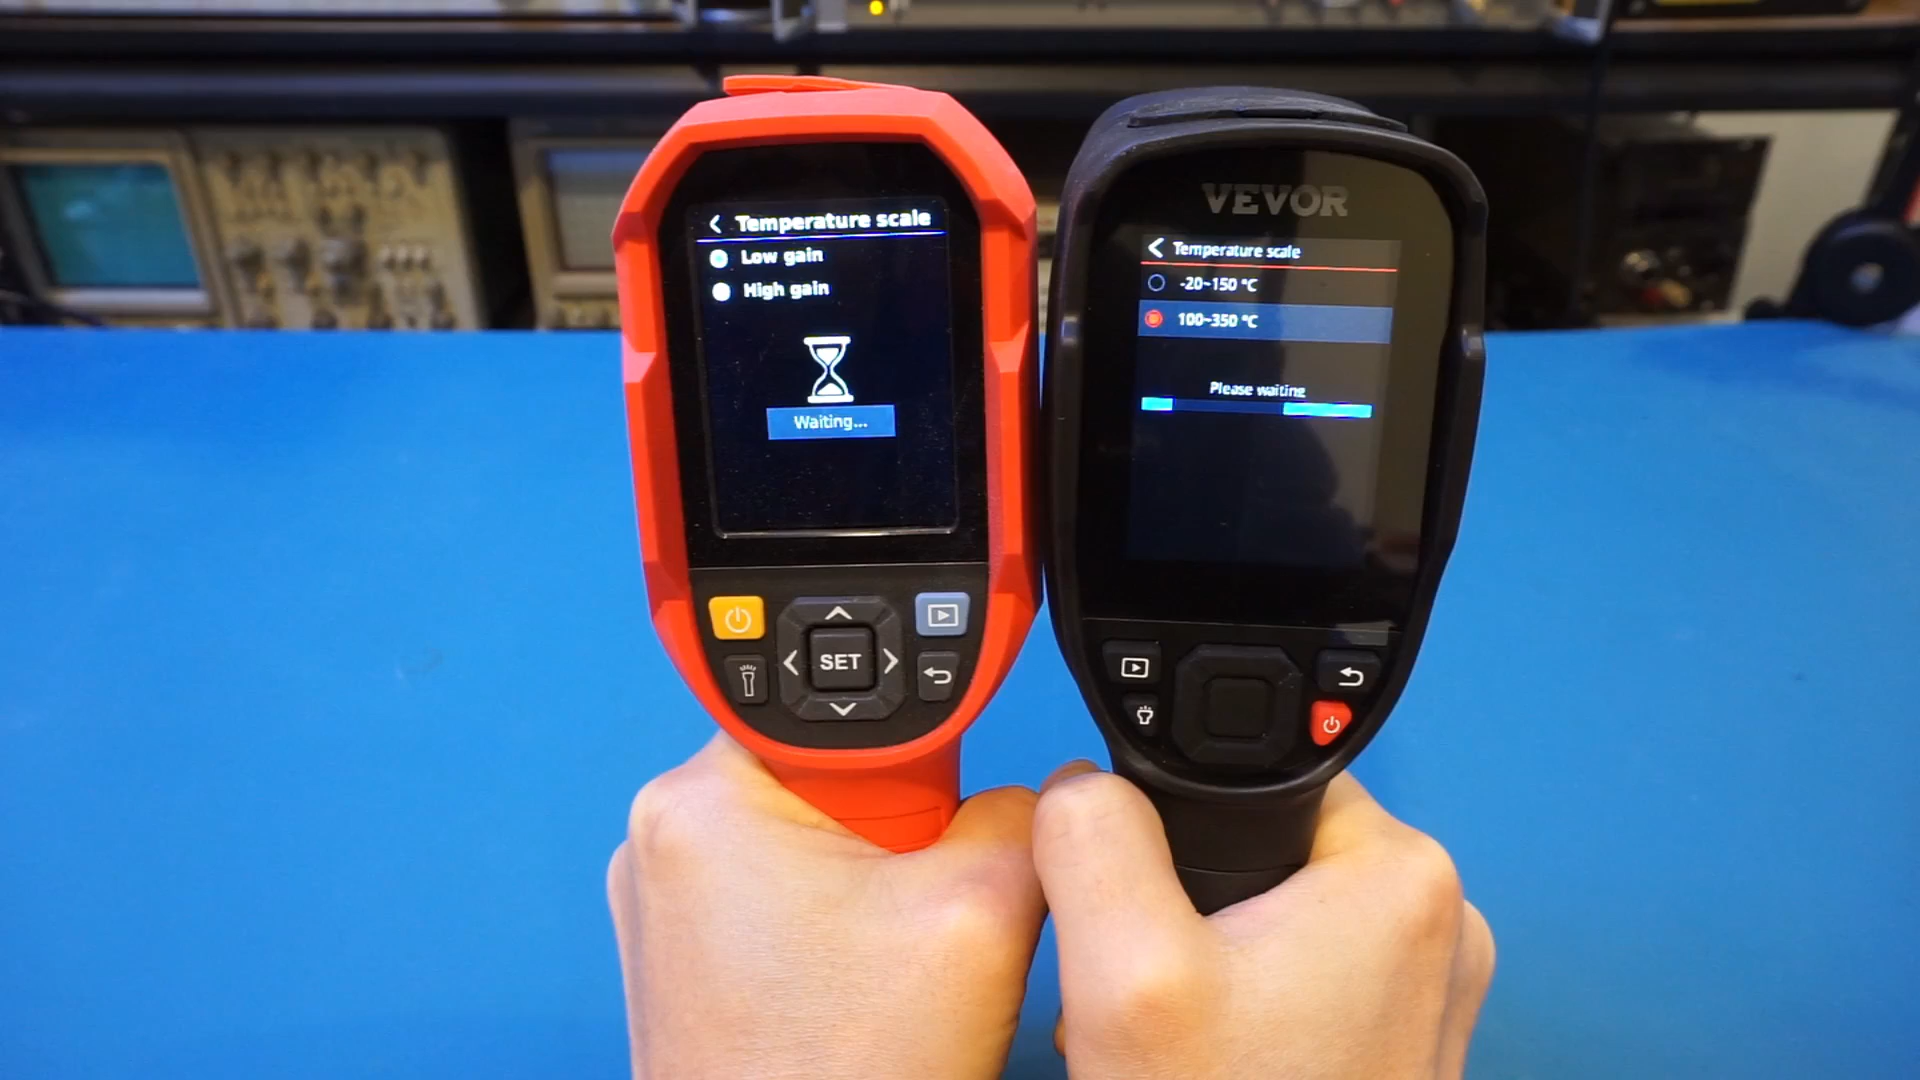 Temperature scale
Low gain
High gain
Waiting...
SET
VEVOR
Temperature scale
-20~150 °C
100~350 °C
Please waiting